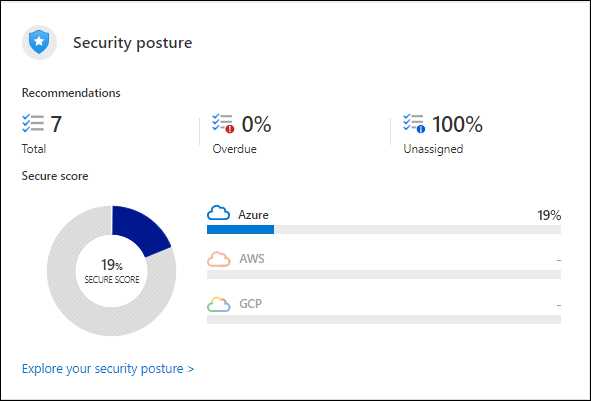 Security posture
Recommendations
7 0% 100%
Total Overdue Unassigned
Secure score
Azure 19%
AWS -
19%
SECURE SCORE
GCP -
Explore your security posture >